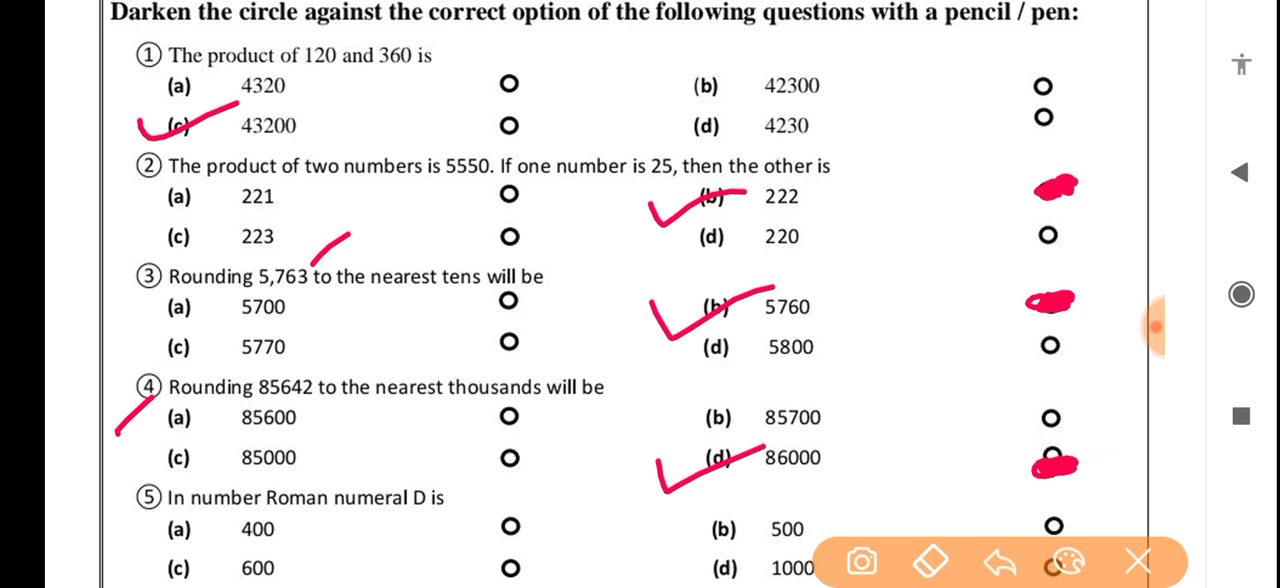 Darken the circle against the correct option of the following questions with a pencil / pen:
① The product of 120 and 360 is
(a) 4320 (b) 42300
(c) 43200 (d) 4230
② The product of two numbers is 5550. If one number is 25, then the other is
(a) 221 (b) 222
(c) 223 (d) 220
③ Rounding 5,763 to the nearest tens will be
(a) 5700 (b) 5760
(c) 5770 (d) 5800
④ Rounding 85642 to the nearest thousands will be
(a) 85600 (b) 85700
(c) 85000 (d) 86000
⑤ In number Roman numeral D is
(a) 400 (b) 500
(c) 600 (d) 1000